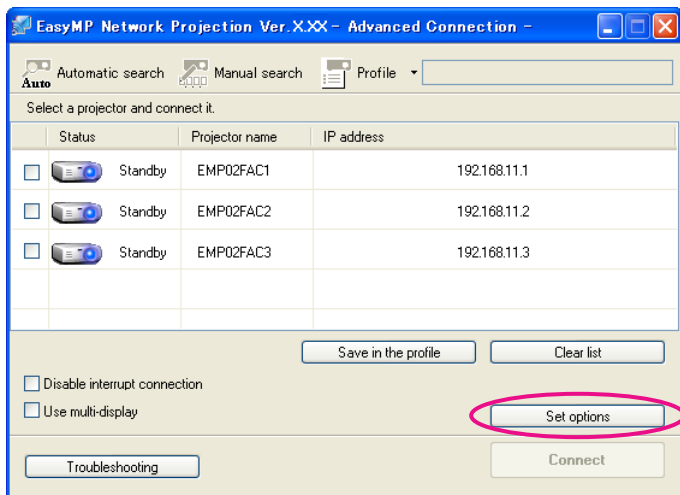 EasyMP Network Projection Ver.X.XX - Advanced Connection -
Auto Automatic search Manual search Profile
Select a projector and connect it.
Status Projector name IP address
Standby EMP02FAC1 192.168.11.1
Standby EMP02FAC2 192.168.11.2
Standby EMP02FAC3 192.168.11.3
Save in the profile Clear list
Disable interrupt connection
Use multi-display
Set options
Troubleshooting Connect